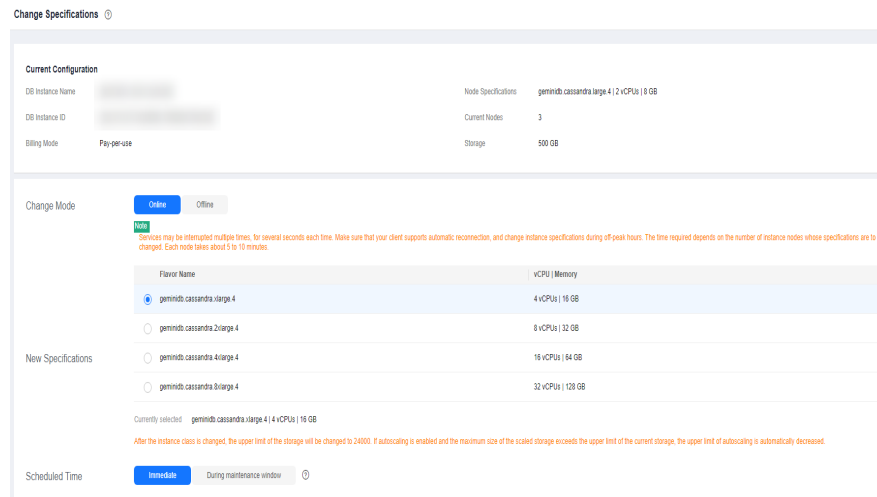 Change Specifications
Current Configuration
DB Instance Name
Node Specifications geminidb.cassandra.large.4 | 2 vCPUs | 8 GB
DB Instance ID
Current Nodes 3
Billing Mode Pay-per-use
Storage 500 GB
Change Mode Online Offline
Note
Services may be interrupted multiple times, for several seconds each time. Make sure that your client supports automatic reconnection, and change instance specifications during off-peak hours. The time required depends on the number of instance nodes whose specifications are to
changed. Each node takes about 5 to 10 minutes.
Flavor Name vCPU | Memory
geminidb.cassandra.xlarge.4 4 vCPUs | 16 GB
geminidb.cassandra.2xlarge.4 8 vCPUs | 32 GB
New Specifications
geminidb.cassandra.4xlarge.4 16 vCPUs | 64 GB
geminidb.cassandra.8xlarge.4 32 vCPUs | 128 GB
Currently selected geminidb.cassandra.xlarge.4 | 4 vCPUs | 16 GB
After the instance class is changed, the upper limit of the storage will be changed to 24000. If autoscaling is enabled and the maximum size of the scaled storage exceeds the upper limit of the current storage, the upper limit of autoscaling is automatically decreased.
Scheduled Time Immediate During maintenance window